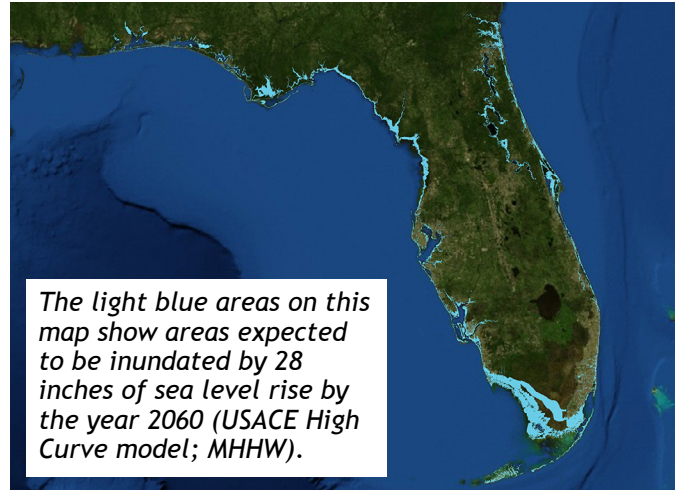 The light blue areas on this
map show areas expected
to be inundated by 28
inches of sea level rise by
the year 2060 (USACE High
Curve model; MHHW).